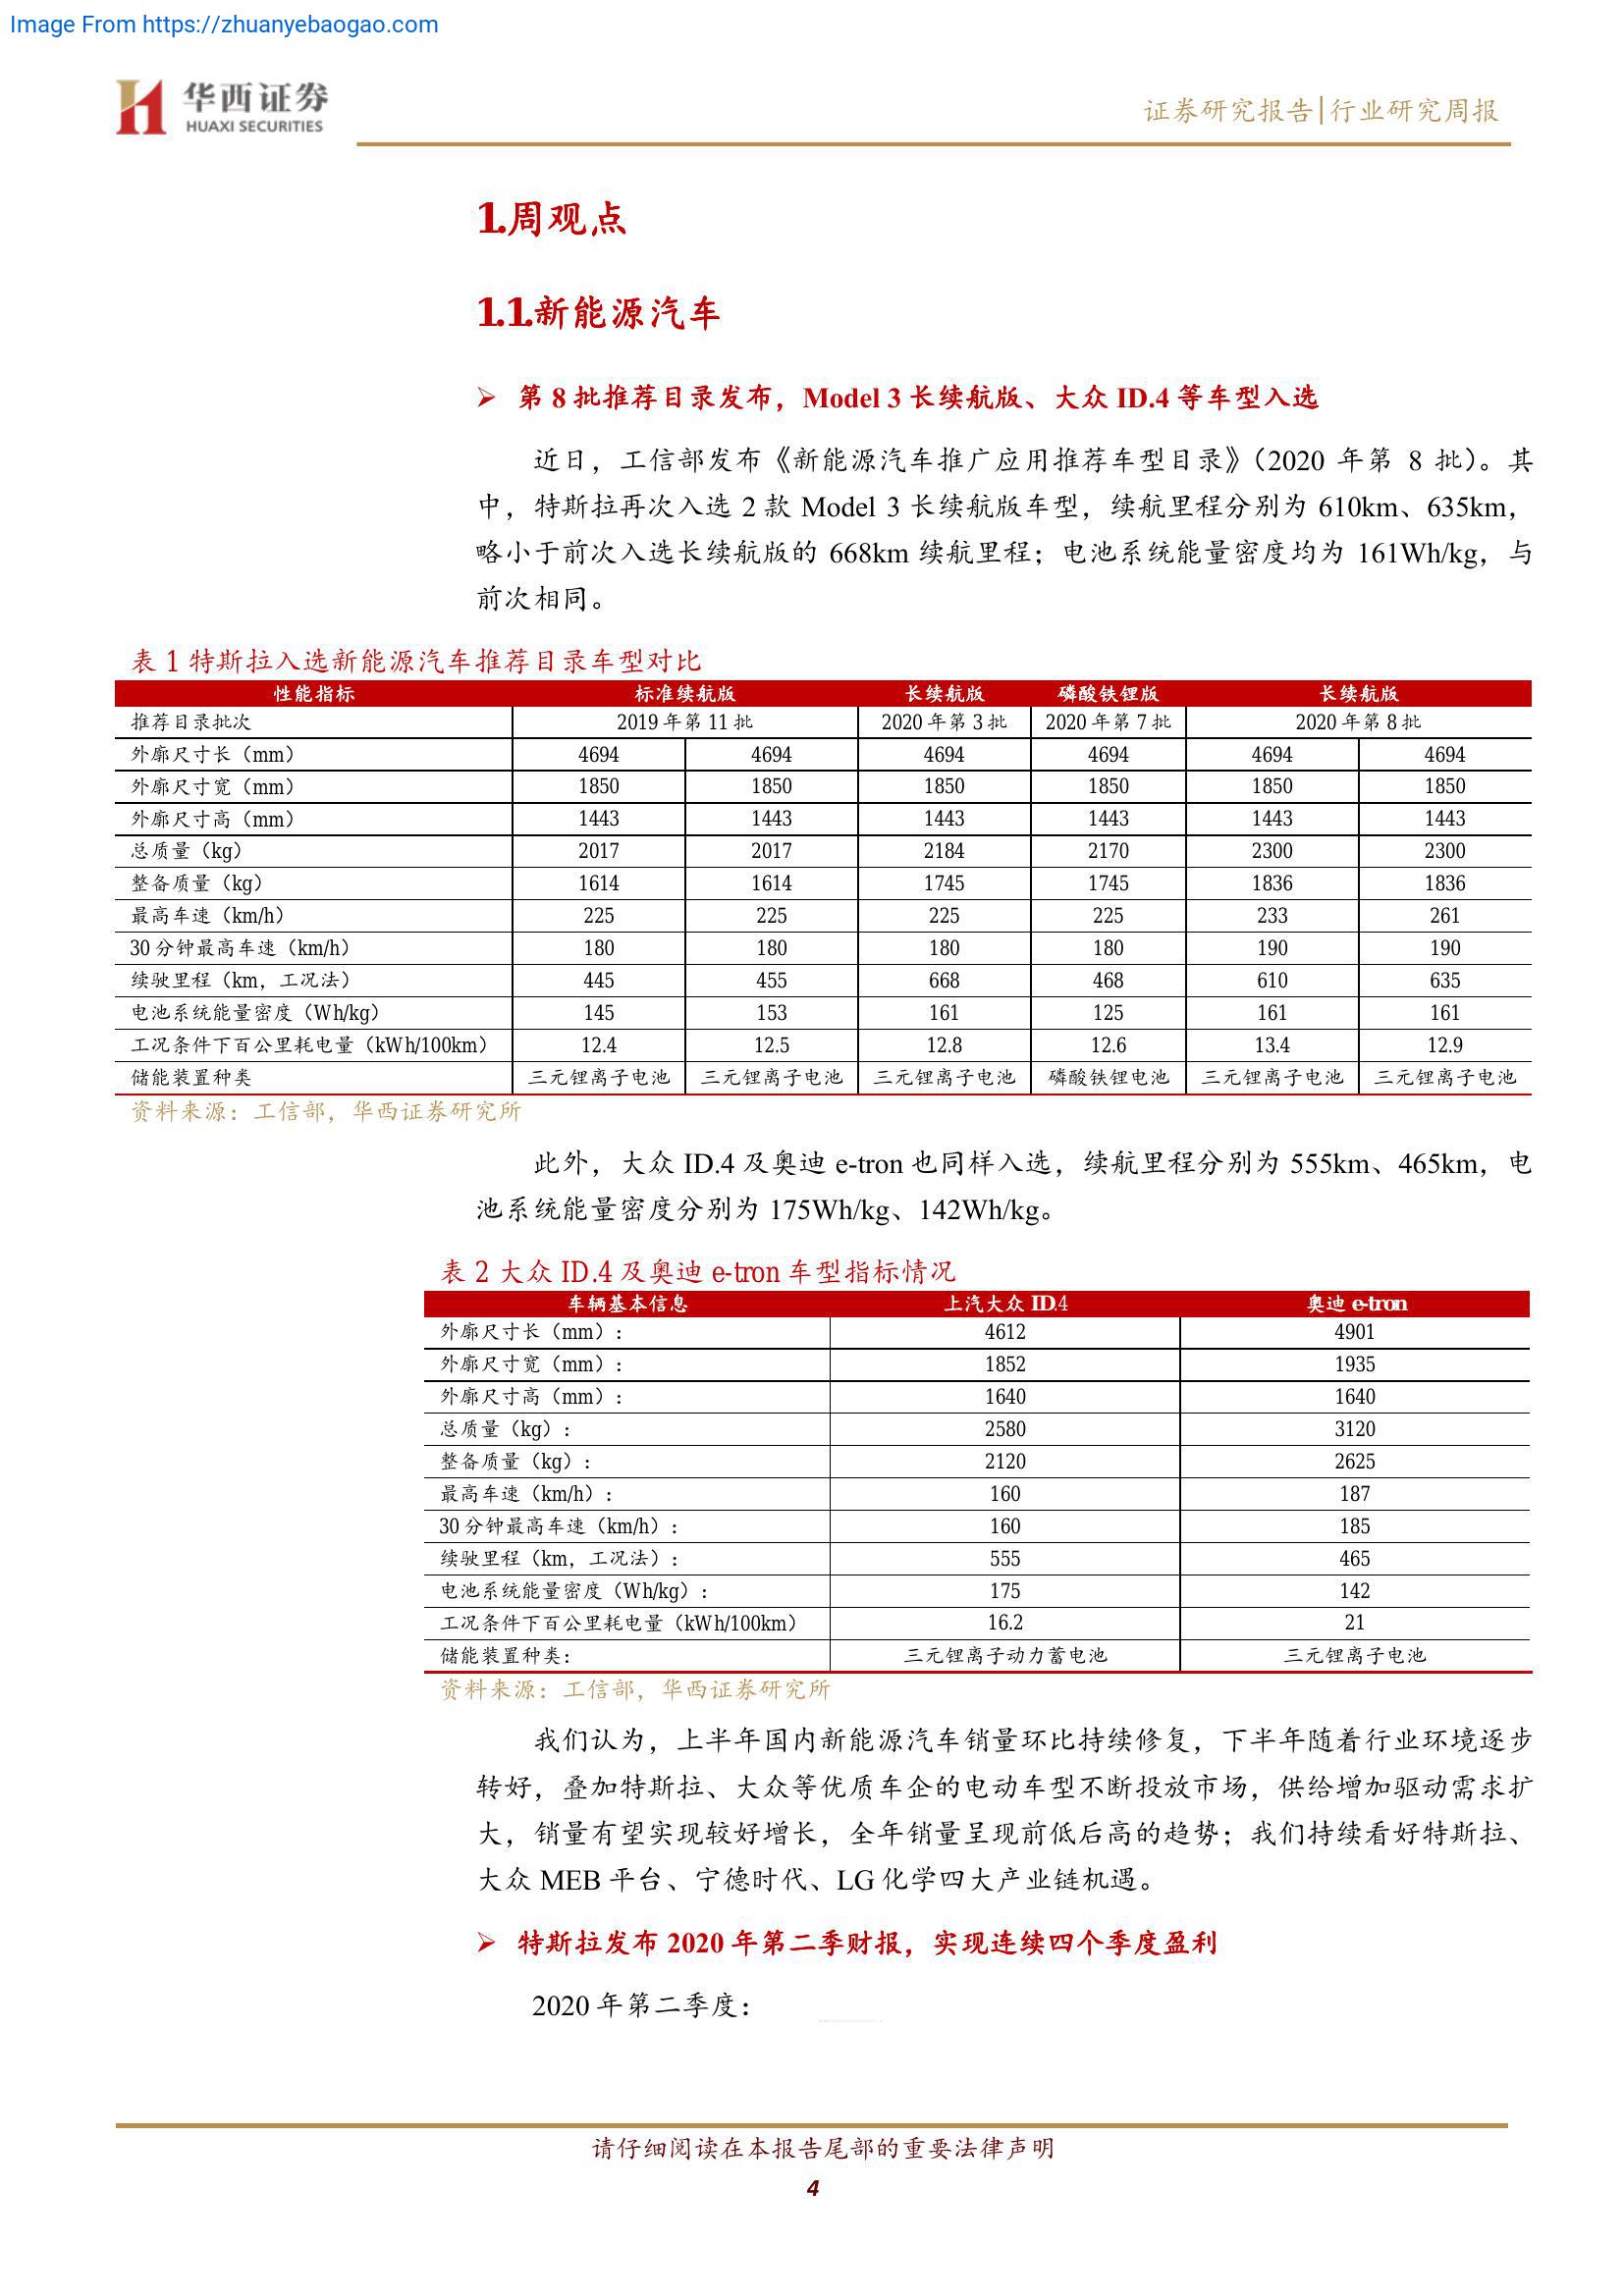 Image From https://zhuanyebaogao.com
华西证券
HUAXI SECURITIES
证券研究报告|行业研究周报
1.周观点
1.1.新能源汽车
➢ 第 8 批推荐目录发布，Model 3 长续航版、大众 ID.4 等车型入选
近日，工信部发布《新能源汽车推广应用推荐车型目录》（2020 年第 8 批）。其
中，特斯拉再次入选 2 款 Model 3 长续航版车型，续航里程分别为 610km、635km，
略小于前次入选长续航版的 668km 续航里程；电池系统能量密度均为 161Wh/kg，与
前次相同。
表 1 特斯拉入选新能源汽车推荐目录车型对比
性能指标 标准续航版 长续航版 磷酸铁锂版 长续航版
推荐目录批次 2019 年第 11 批 2020 年第 3 批 2020 年第 7 批 2020 年第 8 批
外廓尺寸长（mm） 4694 4694 4694 4694 4694 4694
外廓尺寸宽（mm） 1850 1850 1850 1850 1850 1850
外廓尺寸高（mm） 1443 1443 1443 1443 1443 1443
总质量（kg） 2017 2017 2184 2170 2300 2300
整备质量（kg） 1614 1614 1745 1745 1836 1836
最高车速（km/h） 225 225 225 225 233 261
30 分钟最高车速（km/h） 180 180 180 180 190 190
续驶里程（km，工况法） 445 455 668 468 610 635
电池系统能量密度（Wh/kg） 145 153 161 125 161 161
工况条件下百公里耗电量（kWh/100km） 12.4 12.5 12.8 12.6 13.4 12.9
储能装置种类 三元锂离子电池 三元锂离子电池 三元锂离子电池 磷酸铁锂电池 三元锂离子电池 三元锂离子电池
资料来源：工信部，华西证券研究所
此外，大众 ID.4 及奥迪 e-tron 也同样入选，续航里程分别为 555km、465km，电
池系统能量密度分别为 175Wh/kg、142Wh/kg。
表 2 大众 ID.4 及奥迪 e-tron 车型指标情况
车辆基本信息 上汽大众 ID.4 奥迪 e-tron
外廓尺寸长（mm）： 4612 4901
外廓尺寸宽（mm）： 1852 1935
外廓尺寸高（mm）： 1640 1640
总质量（kg）： 2580 3120
整备质量（kg）： 2120 2625
最高车速（km/h）： 160 187
30 分钟最高车速（km/h）： 160 185
续驶里程（km，工况法）： 555 465
电池系统能量密度（Wh/kg）： 175 142
工况条件下百公里耗电量（kWh/100km） 16.2 21
储能装置种类： 三元锂离子动力蓄电池 三元锂离子电池
资料来源：工信部，华西证券研究所
我们认为，上半年国内新能源汽车销量环比持续修复，下半年随着行业环境逐步
转好，叠加特斯拉、大众等优质车企的电动车型不断投放市场，供给增加驱动需求扩
大，销量有望实现较好增长，全年销量呈现前低后高的趋势；我们持续看好特斯拉、
大众 MEB 平台、宁德时代、LG 化学四大产业链机遇。
➢ 特斯拉发布 2020 年第二季财报，实现连续四个季度盈利
2020 年第二季度：
请仔细阅读在本报告尾部的重要法律声明
4